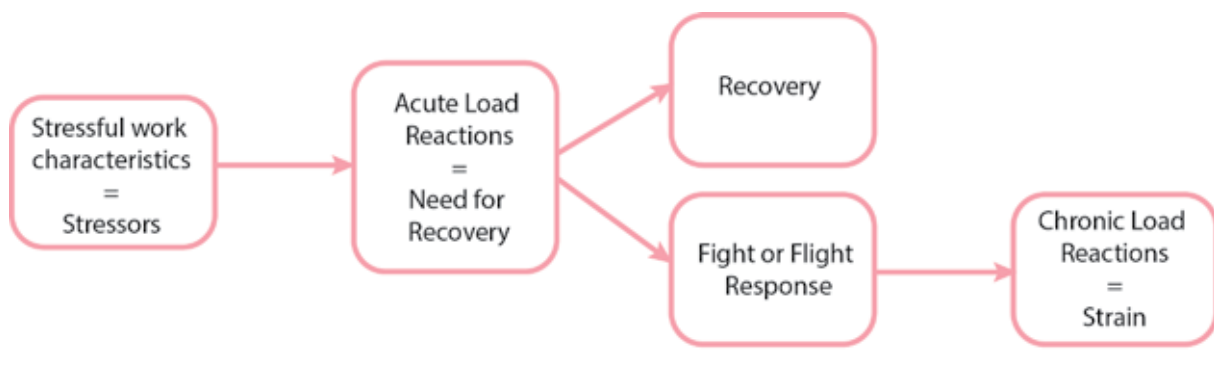 Stressful work
characteristics
=
Stressors
Acute Load
Reactions
=
Need for
Recovery
Recovery
Fight or Flight
Response
Chronic Load
Reactions
=
Strain